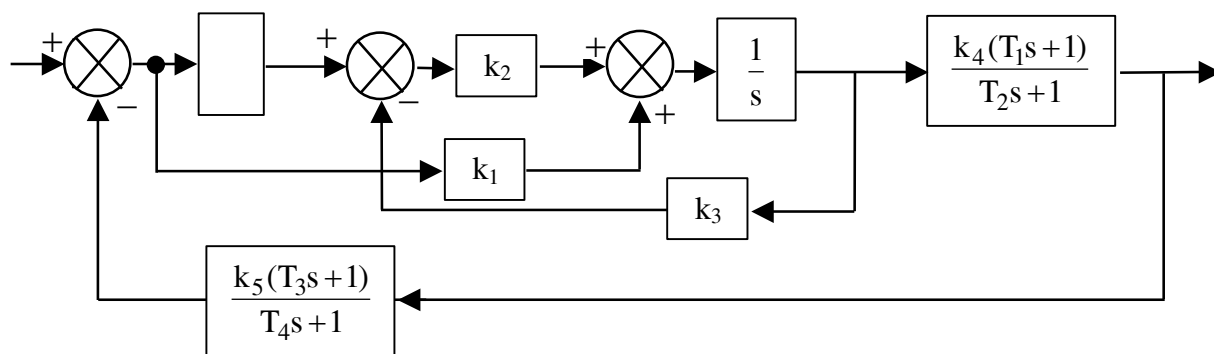 +
−
+
−
k₂
+
+
1
s
k₄(T₁s+1)
T₂s+1
k₁
k₃
k₅(T₃s+1)
T₄s+1